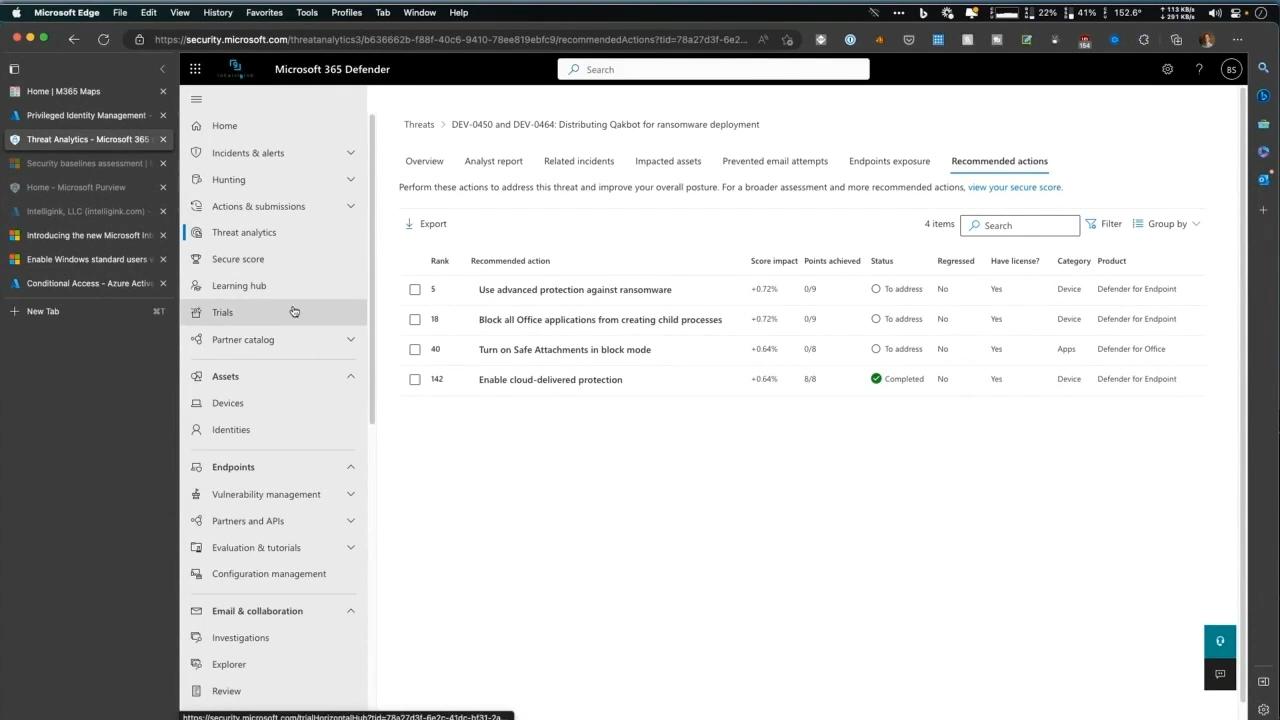 Microsoft Edge File Edit View History Favorites Tools Profiles Tab Window Help 22% 41% 152.6° ↑ 113 KB/s ↓ 291 KB/s
https://security.microsoft.com/threatanalytics3/b636662b-f88f-40c6-9410-78ee819ebfc9/recommendedActions?tid=78a27d3f-6e2... 154
Microsoft 365 Defender
Search
BS
Home | M365 Maps
Privileged Identity Management -
Threat Analytics - Microsoft 365
Security baselines assessment |
Home - Microsoft Purview
Intelligink, LLC (intelligink.com) -
Introducing the new Microsoft Int
Enable Windows standard users
Conditional Access - Azure Activ
New Tab ⌘T
Home
Incidents & alerts
Hunting
Actions & submissions
Threat analytics
Secure score
Learning hub
Trials
Partner catalog
Assets
Devices
Identities
Endpoints
Vulnerability management
Partners and APIs
Evaluation & tutorials
Configuration management
Email & collaboration
Investigations
Explorer
Review
Threats > DEV-0450 and DEV-0464: Distributing Qakbot for ransomware deployment
Overview Analyst report Related incidents Impacted assets Prevented email attempts Endpoints exposure Recommended actions
Perform these actions to address this threat and improve your overall posture. For a broader assessment and more recommended actions, view your secure score.
Export 4 items Search Filter Group by
Rank Recommended action Score impact Points achieved Status Regressed Have license? Category Product
5 Use advanced protection against ransomware +0.72% 0/9 To address No Yes Device Defender for Endpoint
18 Block all Office applications from creating child processes +0.72% 0/9 To address No Yes Device Defender for Endpoint
40 Turn on Safe Attachments in block mode +0.64% 0/8 To address No Yes Apps Defender for Office
142 Enable cloud-delivered protection +0.64% 8/8 Completed No Yes Device Defender for Endpoint